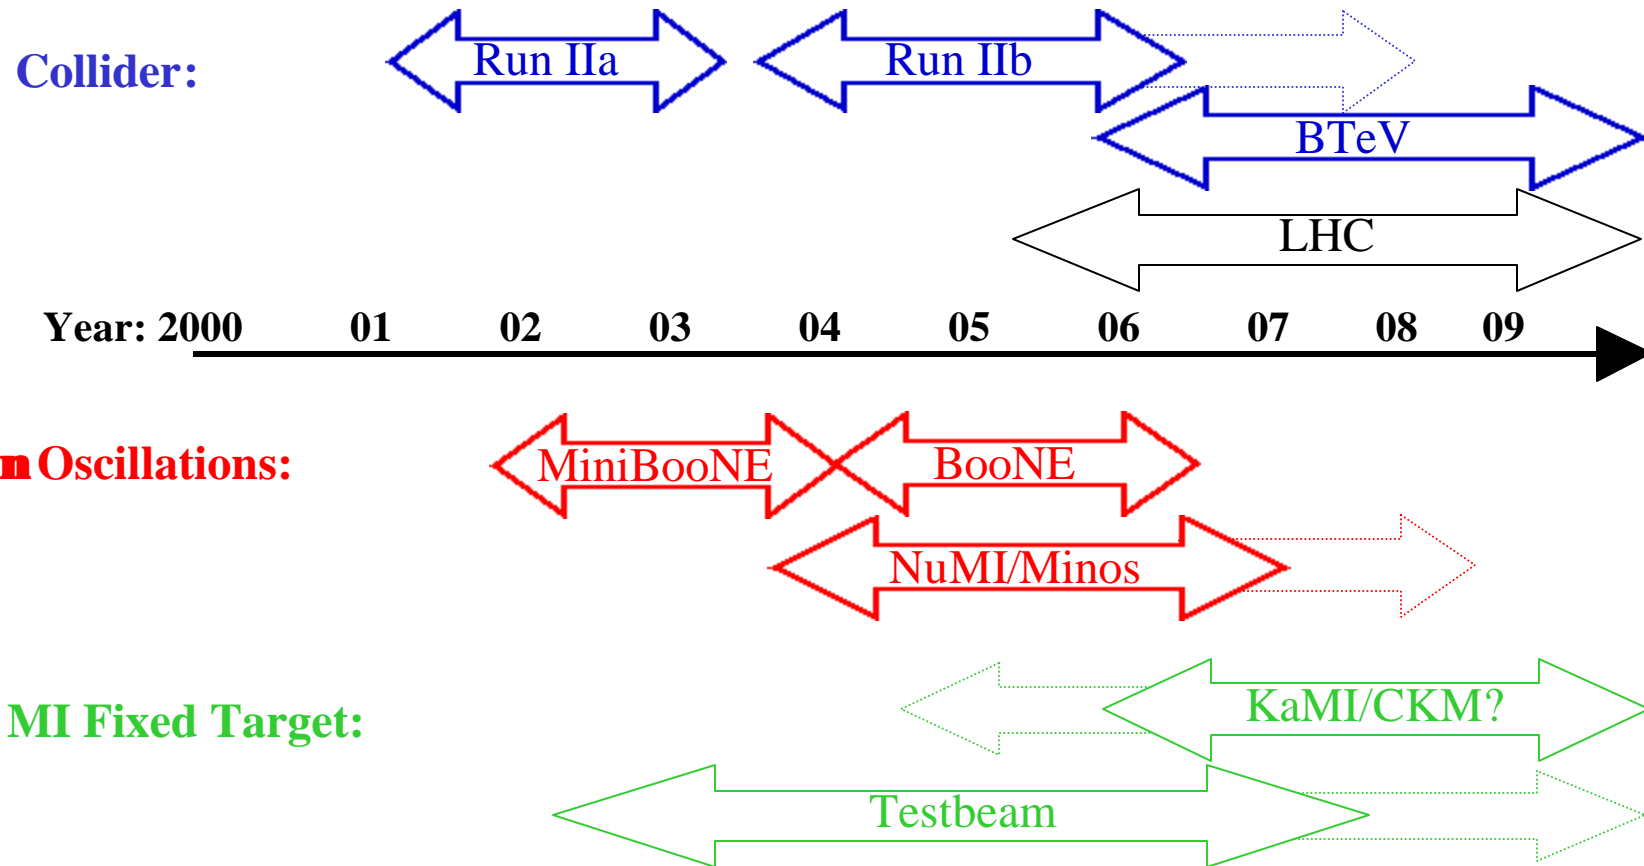 Run IIa
Run IIb
Collider:
BTeV
LHC
Year: 2000 01 02 03 04 05 06 07 08 09
n Oscillations:
MiniBooNE
BooNE
NuMI/Minos
KaMI/CKM?
MI Fixed Target:
Testbeam